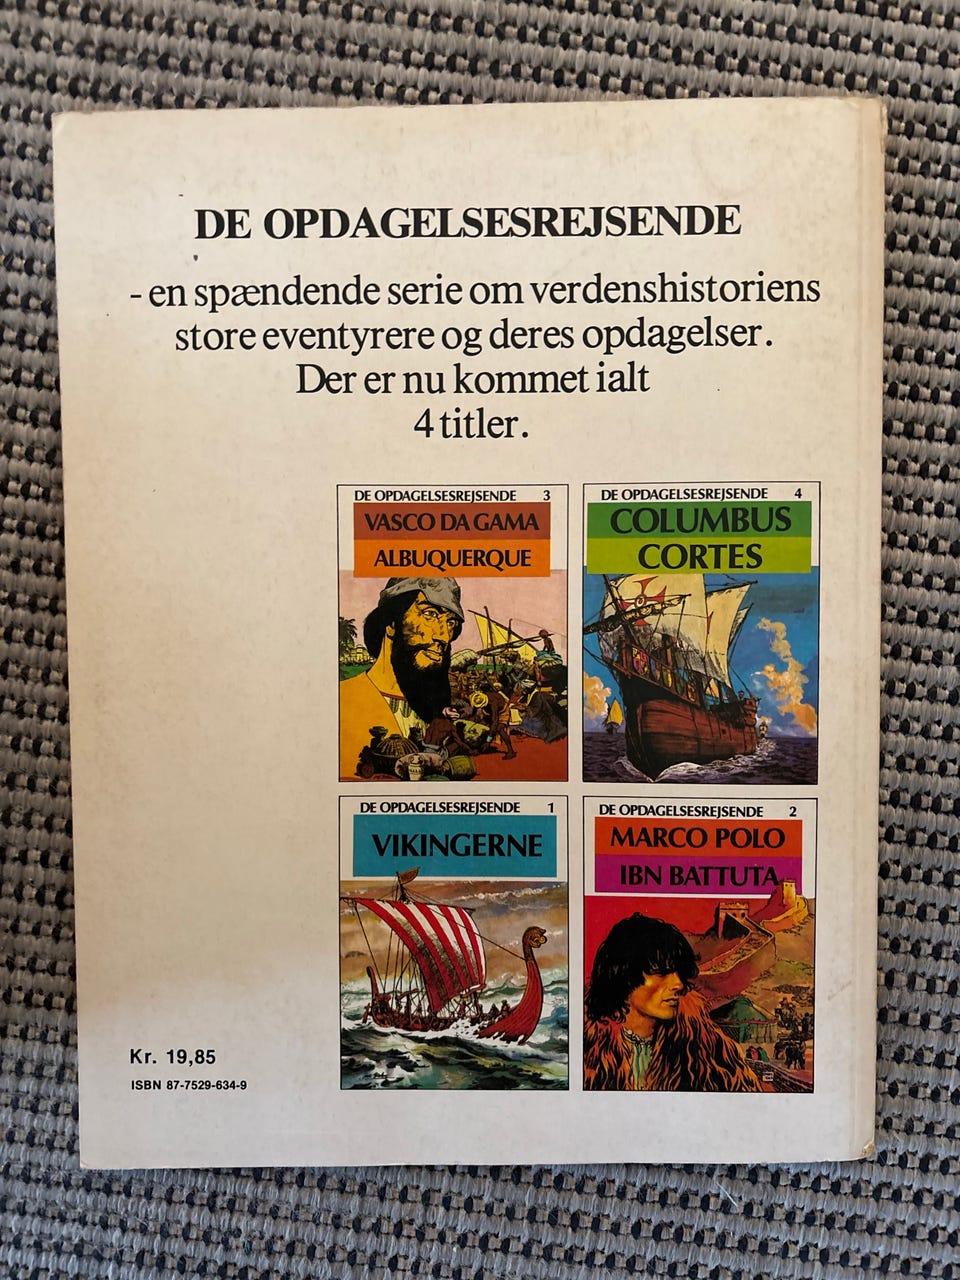 DE OPDAGELSESREJSENDE
- en spændende serie om verdenshistoriens
store eventyrere og deres opdagelser.
Der er nu kommet ialt
4 titler.
DE OPDAGELSESREJSENDE 3
VASCO DA GAMA
ALBUQUERQUE
DE OPDAGELSESREJSENDE 4
COLUMBUS
CORTES
DE OPDAGELSESREJSENDE 1
VIKINGERNE
DE OPDAGELSESREJSENDE 2
MARCO POLO
IBN BATTUTA
Kr. 19,85
ISBN 87-7529-634-9